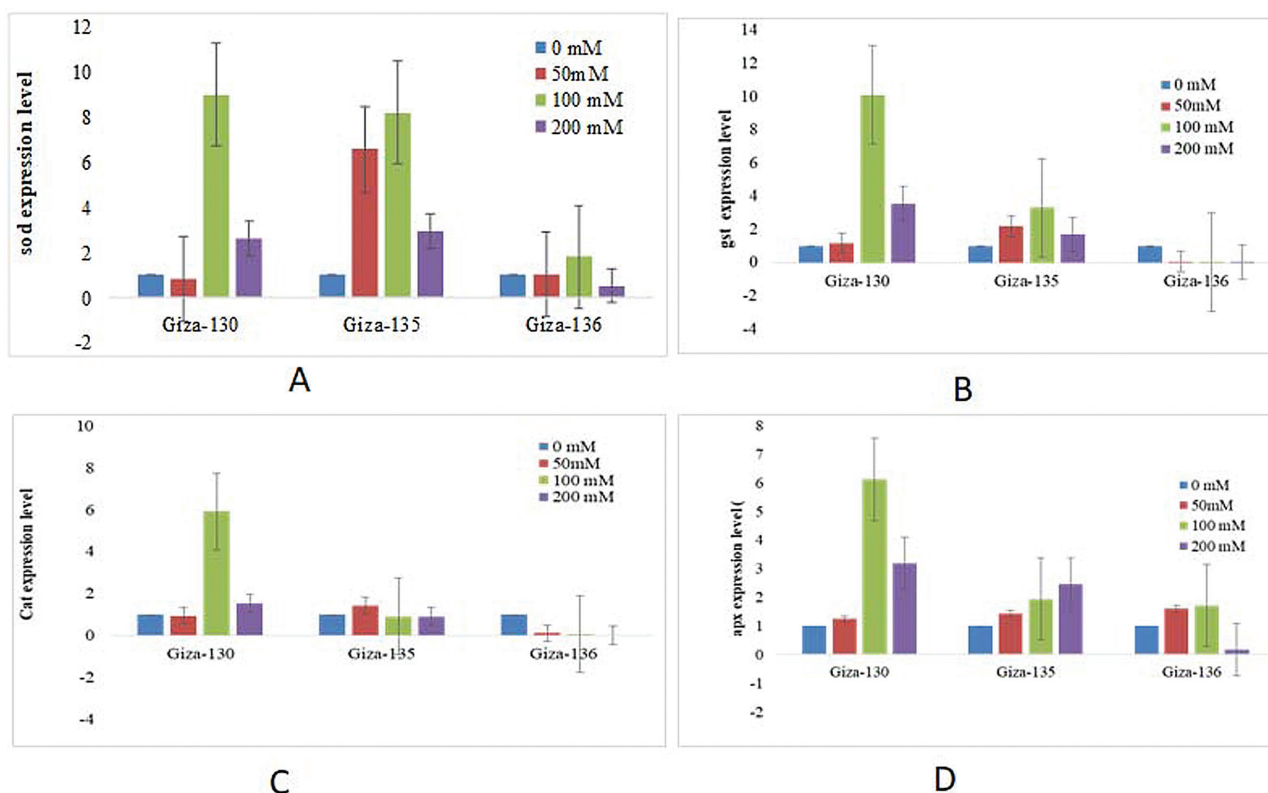 12
10
8
6
4
2
0
-2
sod expression level
0 mM
50m M
100 mM
200 mM
Giza-130
Giza-135
Giza-136
A
14
12
10
8
6
4
2
0
-2
-4
gst expression level
0 mM
50mM
100 mM
200 mM
Giza-130
Giza-135
Giza-136
B
10
8
6
4
2
0
-2
-4
Cat expression level
0 mM
50mM
100 mM
200 mM
Giza-130
Giza-135
Giza-136
C
8
7
6
5
4
3
2
1
0
-1
-2
apx expression level (
0 mM
50mM
100 mM
200 mM
Giza-130
Giza-135
Giza-136
D